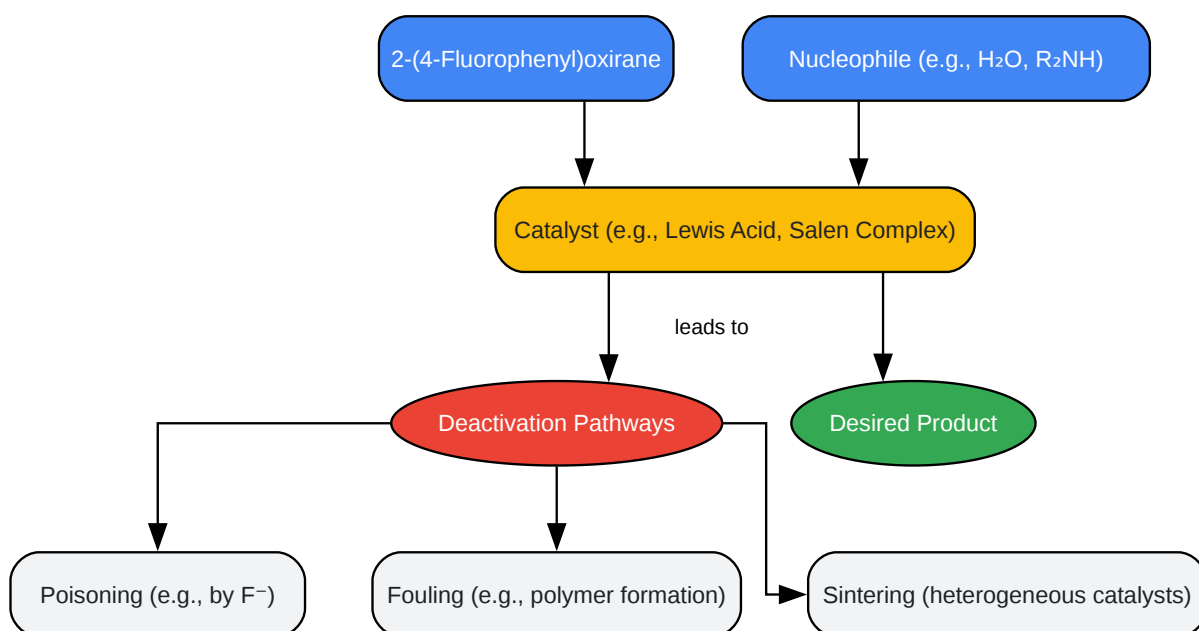 2-(4-Fluorophenyl)oxirane
Nucleophile (e.g., H₂O, R₂NH)
Catalyst (e.g., Lewis Acid, Salen Complex)
leads to
Deactivation Pathways
Desired Product
Poisoning (e.g., by F⁻)
Fouling (e.g., polymer formation)
Sintering (heterogeneous catalysts)